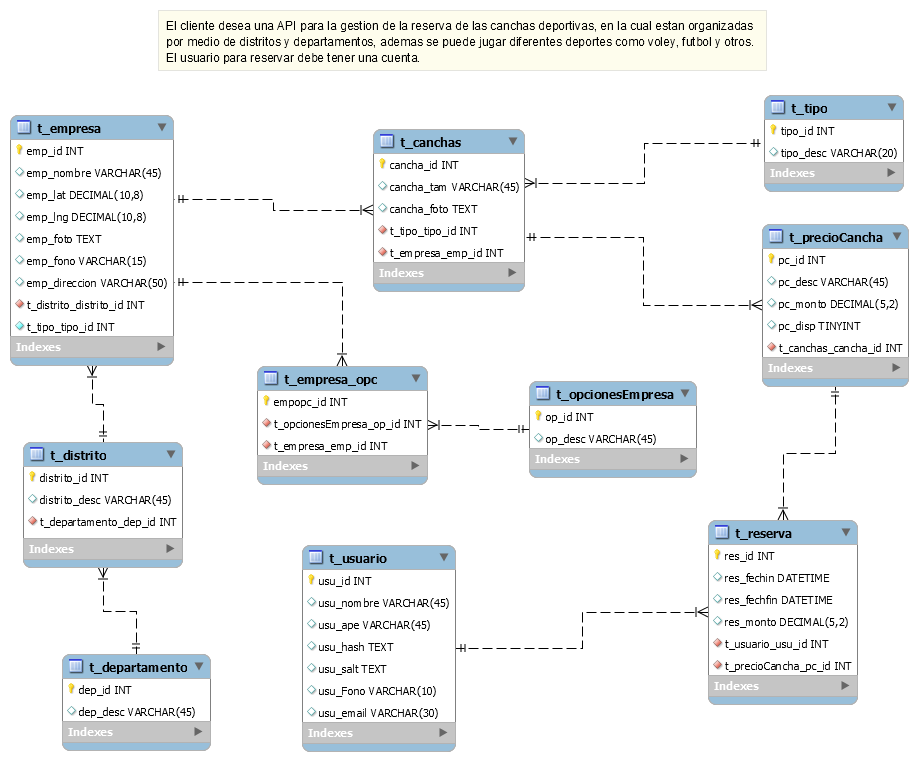 El cliente desea una API para la gestion de la reserva de las canchas deportivas, en la cual estan organizadas
por medio de distritos y departamentos, ademas se puede jugar diferentes deportes como voley, futbol y otros.
El usuario para reservar debe tener una cuenta.
t_empresa
emp_id INT
emp_nombre VARCHAR(45)
emp_lat DECIMAL(10,8)
emp_lng DECIMAL(10,8)
emp_foto TEXT
emp_fono VARCHAR(15)
emp_direccion VARCHAR(50)
t_distrito_distrito_id INT
t_tipo_tipo_id INT
Indexes
t_canchas
cancha_id INT
cancha_tam VARCHAR(45)
cancha_foto TEXT
t_tipo_tipo_id INT
t_empresa_emp_id INT
Indexes
t_tipo
tipo_id INT
tipo_desc VARCHAR(20)
Indexes
t_precioCancha
pc_id INT
pc_desc VARCHAR(45)
pc_monto DECIMAL(5,2)
pc_disp TINYINT
t_canchas_cancha_id INT
Indexes
t_empresa_opc
empopc_id INT
t_opcionesEmpresa_op_id INT
t_empresa_emp_id INT
Indexes
t_opcionesEmpresa
op_id INT
op_desc VARCHAR(45)
Indexes
t_distrito
distrito_id INT
distrito_desc VARCHAR(45)
t_departamento_dep_id INT
Indexes
t_usuario
usu_id INT
usu_nombre VARCHAR(45)
usu_ape VARCHAR(45)
usu_hash TEXT
usu_salt TEXT
usu_Fono VARCHAR(10)
usu_email VARCHAR(30)
Indexes
t_reserva
res_id INT
res_fechin DATETIME
res_fechfin DATETIME
res_monto DECIMAL(5,2)
t_usuario_usu_id INT
t_precioCancha_pc_id INT
Indexes
t_departamento
dep_id INT
dep_desc VARCHAR(45)
Indexes